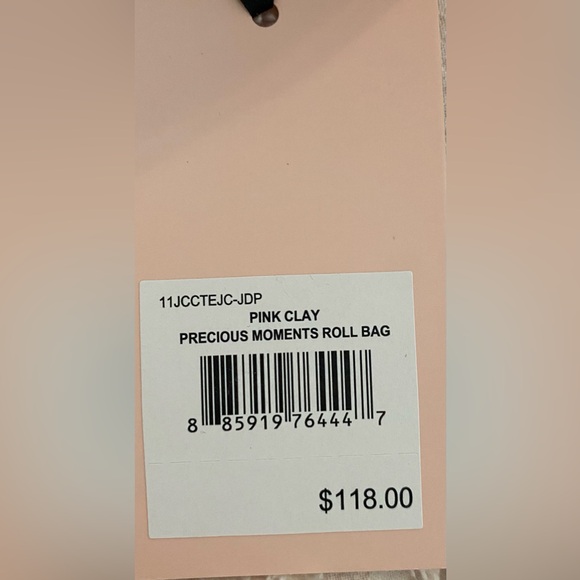 11JCCTEJC-JDP
PINK CLAY
PRECIOUS MOMENTS ROLL BAG
8 85919 76444 7
$118.00